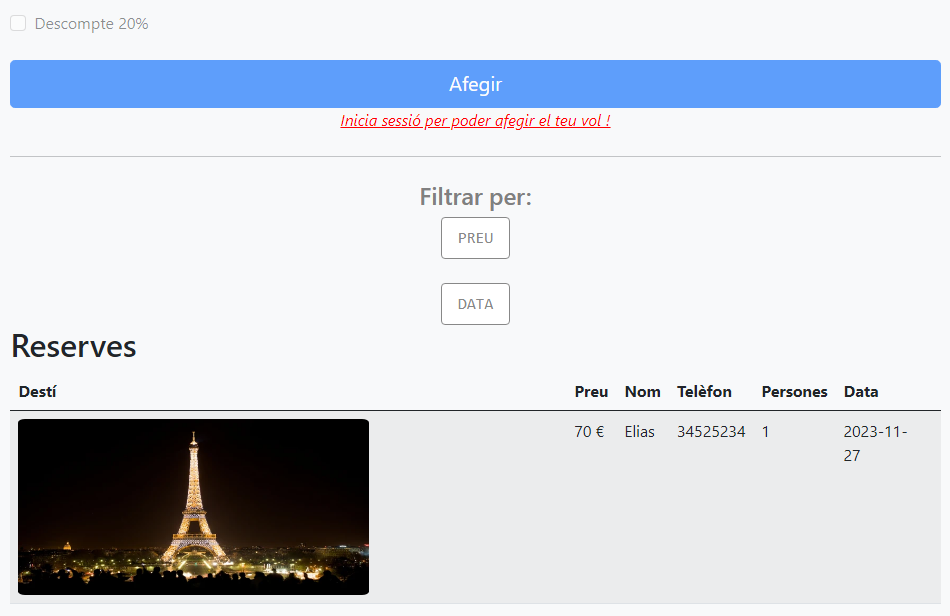 Descompte 20%
Afegir
Inicia sessió per poder afegir el teu vol !
Filtrar per:
PREU
DATA
Reserves
Destí Preu Nom Telèfon Persones Data
70 € Elias 34525234 1 2023-11-
27